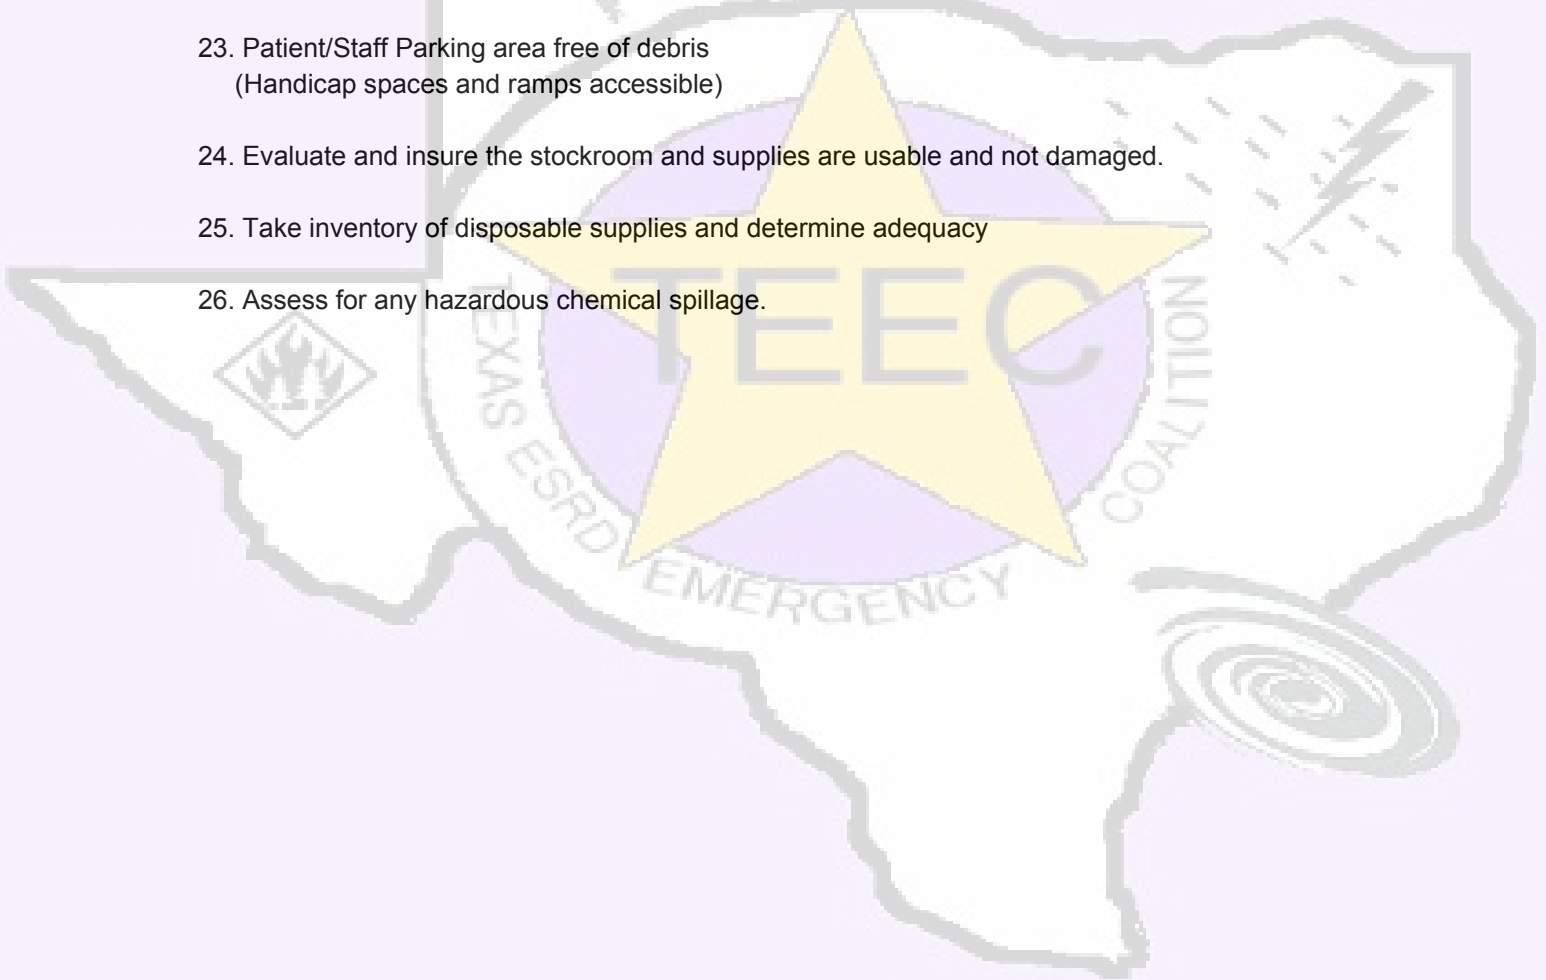 23. Patient/Staff Parking area free of debris
(Handicap spaces and ramps accessible)
24. Evaluate and insure the stockroom and supplies are usable and not damaged.
25. Take inventory of disposable supplies and determine adequacy
26. Assess for any hazardous chemical spillage.
TEEC
TEXAS ESRD EMERGENCY COALITION